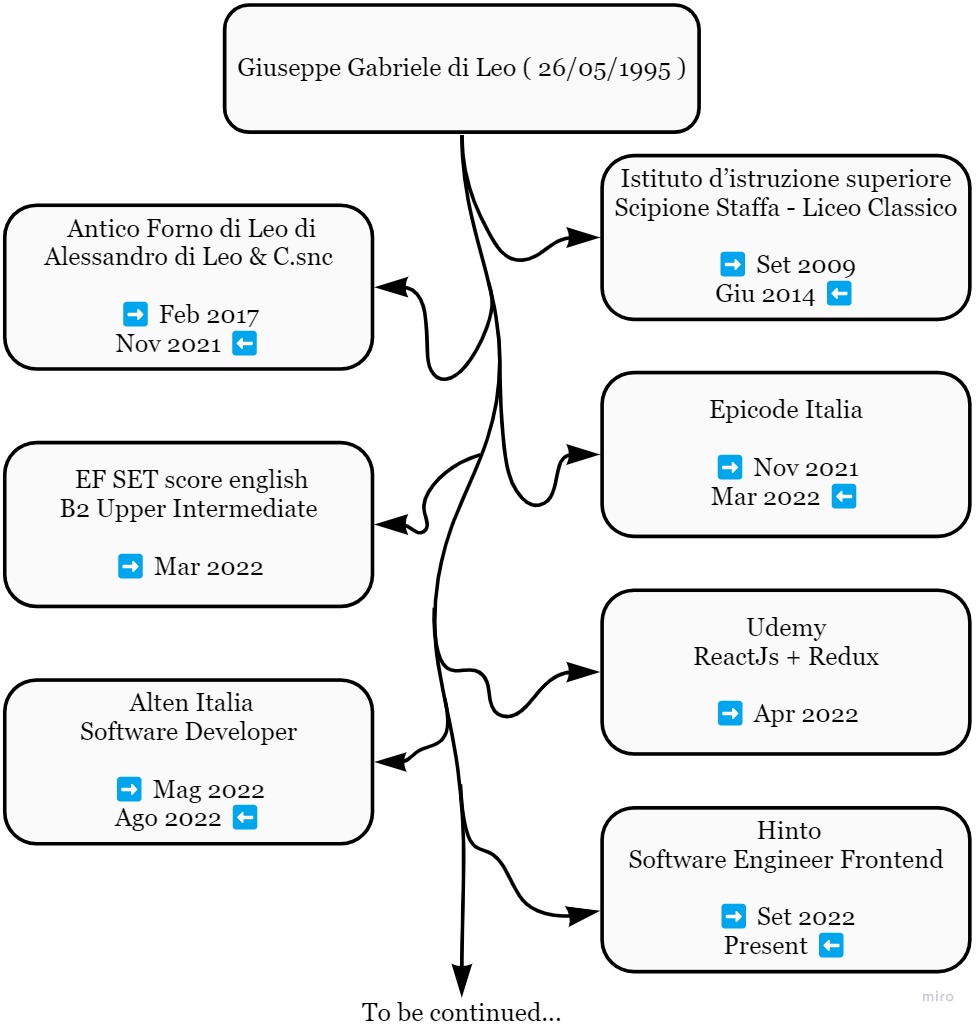 Giuseppe Gabriele di Leo ( 26/05/1995 )
Istituto d’istruzione superiore
Scipione Staffa - Liceo Classico
➡️ Set 2009
Giu 2014 ⬅️
Antico Forno di Leo di
Alessandro di Leo & C.snc
➡️ Feb 2017
Nov 2021 ⬅️
Epicode Italia
➡️ Nov 2021
Mar 2022 ⬅️
EF SET score english
B2 Upper Intermediate
➡️ Mar 2022
Udemy
ReactJs + Redux
➡️ Apr 2022
Alten Italia
Software Developer
➡️ Mag 2022
Ago 2022 ⬅️
Hinto
Software Engineer Frontend
➡️ Set 2022
Present ⬅️
To be continued...
miro